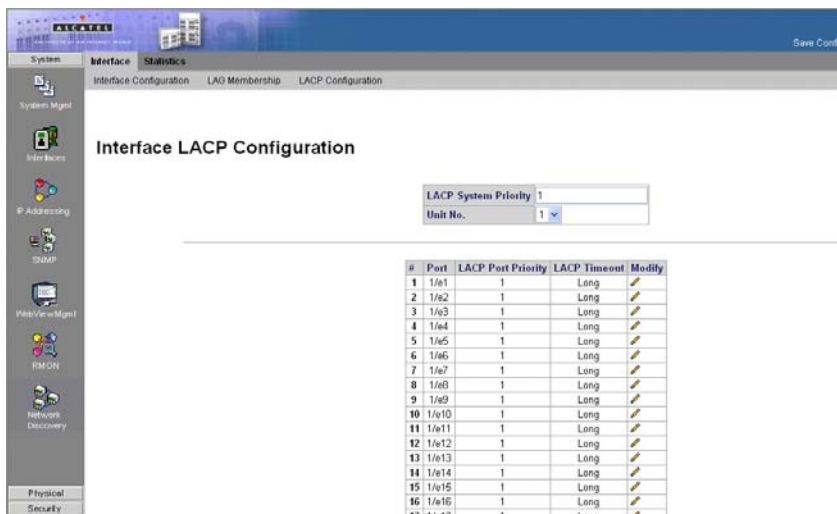 ALCATEL
Save Conf
System
Interface Statistics
Interface Configuration LAG Membership LACP Configuration
System Mgmt
Interfaces
IP Addressing
SNMP
WebViewMgmt
RMON
Network
Discovery
Physical
Security
Interface LACP Configuration
LACP System Priority 1
Unit No. 1
# Port LACP Port Priority LACP Timeout Modify
1 1/e1 1 Long
2 1/e2 1 Long
3 1/e3 1 Long
4 1/e4 1 Long
5 1/e5 1 Long
6 1/e6 1 Long
7 1/e7 1 Long
8 1/e8 1 Long
9 1/e9 1 Long
10 1/e10 1 Long
11 1/e11 1 Long
12 1/e12 1 Long
13 1/e13 1 Long
14 1/e14 1 Long
15 1/e15 1 Long
16 1/e16 1 Long